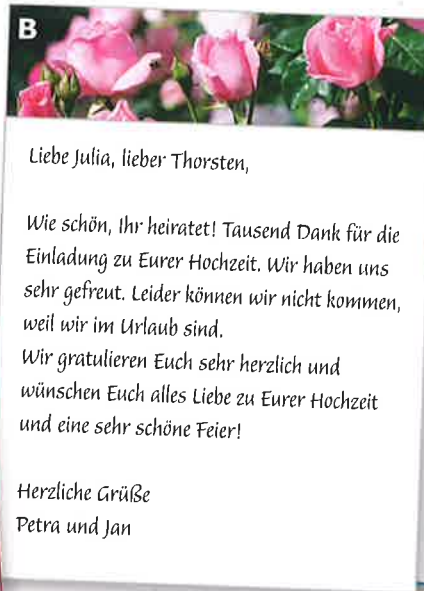 B
Liebe Julia, lieber Thorsten,
Wie schön, Ihr heiratet! Tausend Dank für die
Einladung zu Eurer Hochzeit. Wir haben uns
sehr gefreut. Leider können wir nicht kommen,
weil wir im Urlaub sind.
Wir gratulieren Euch sehr herzlich und
wünschen Euch alles Liebe zu Eurer Hochzeit
und eine sehr schöne Feier!
Herzliche Grüße
Petra und Jan